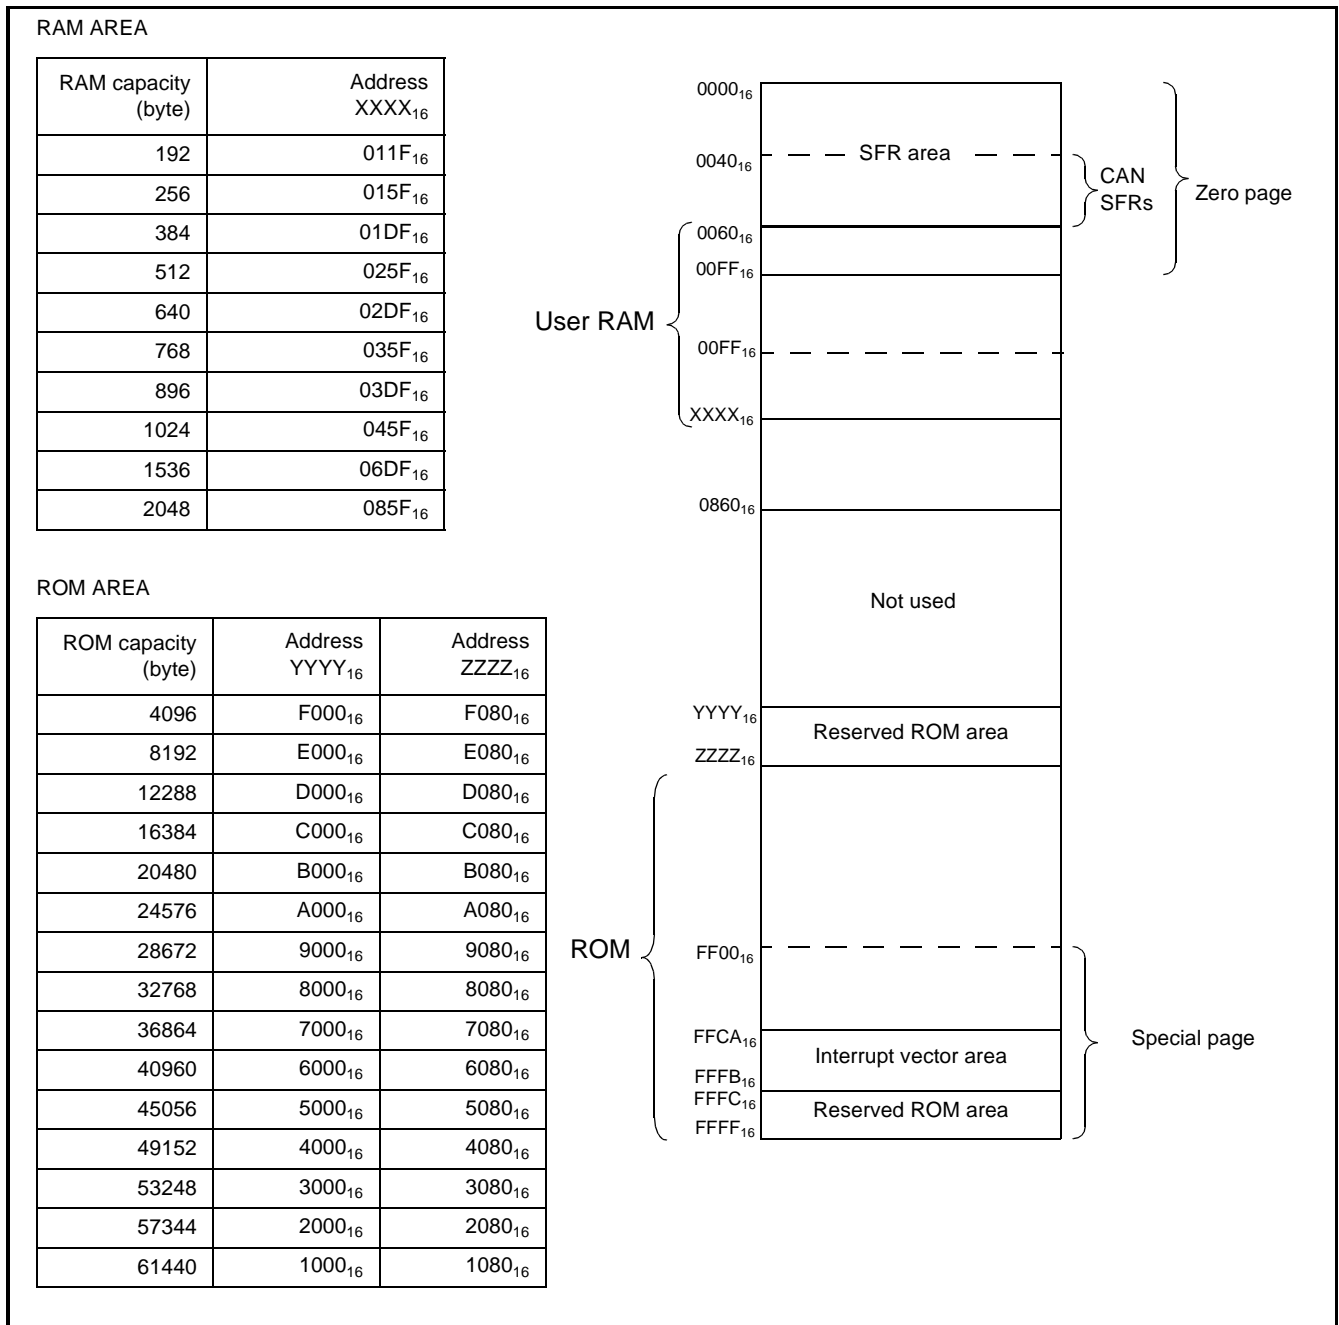 RAM AREA
RAM capacity (byte) Address XXXX₁₆
192 011F₁₆
256 015F₁₆
384 01DF₁₆
512 025F₁₆
640 02DF₁₆
768 035F₁₆
896 03DF₁₆
1024 045F₁₆
1536 06DF₁₆
2048 085F₁₆
ROM AREA
ROM capacity (byte) Address YYYY₁₆ Address ZZZZ₁₆
4096 F000₁₆ F080₁₆
8192 E000₁₆ E080₁₆
12288 D000₁₆ D080₁₆
16384 C000₁₆ C080₁₆
20480 B000₁₆ B080₁₆
24576 A000₁₆ A080₁₆
28672 9000₁₆ 9080₁₆
32768 8000₁₆ 8080₁₆
36864 7000₁₆ 7080₁₆
40960 6000₁₆ 6080₁₆
45056 5000₁₆ 5080₁₆
49152 4000₁₆ 4080₁₆
53248 3000₁₆ 3080₁₆
57344 2000₁₆ 2080₁₆
61440 1000₁₆ 1080₁₆
0000₁₆
SFR area
0040₁₆
CAN
SFRs
Zero page
0060₁₆
00FF₁₆
User RAM
00FF₁₆
XXXX₁₆
0860₁₆
Not used
YYYY₁₆
Reserved ROM area
ZZZZ₁₆
ROM
FF00₁₆
FFCA₁₆
Special page
Interrupt vector area
FFFB₁₆
FFFC₁₆
Reserved ROM area
FFFF₁₆